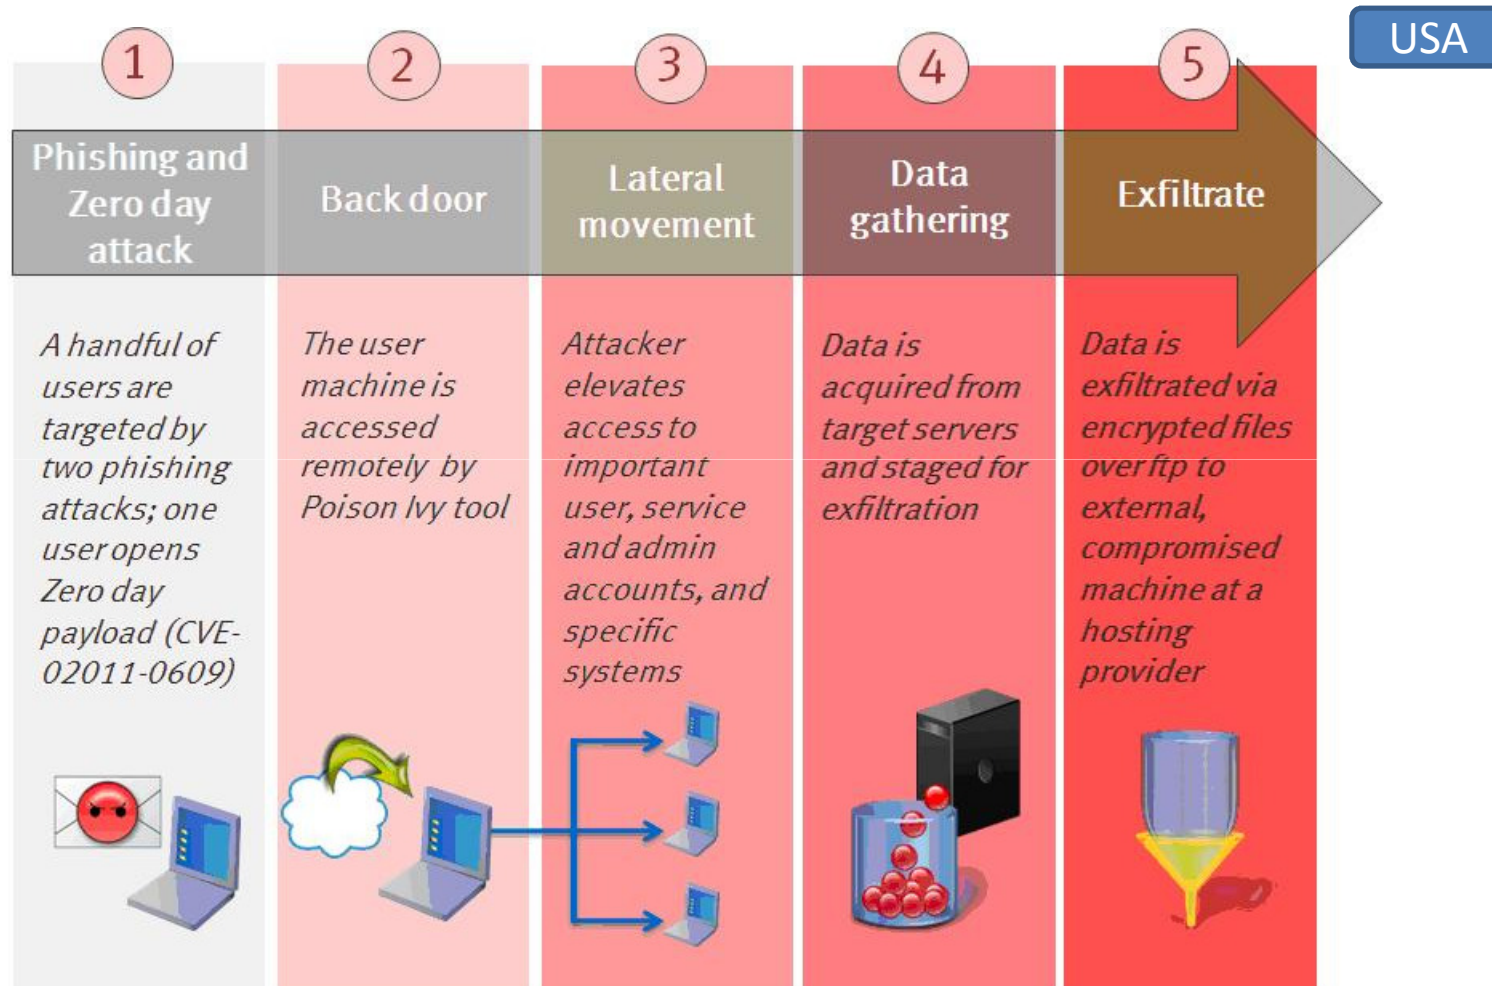 USA
1
Phishing and
Zero day
attack
A handful of
users are
targeted by
two phishing
attacks; one
user opens
Zero day
payload (CVE-
02011-0609)
2
Back door
The user
machine is
accessed
remotely by
Poison Ivy tool
3
Lateral
movement
Attacker
elevates
access to
important
user, service
and admin
accounts, and
specific
systems
4
Data
gathering
Data is
acquired from
target servers
and staged for
exfiltration
5
Exfiltrate
Data is
exfiltrated via
encrypted files
over ftp to
external,
compromised
machine at a
hosting
provider